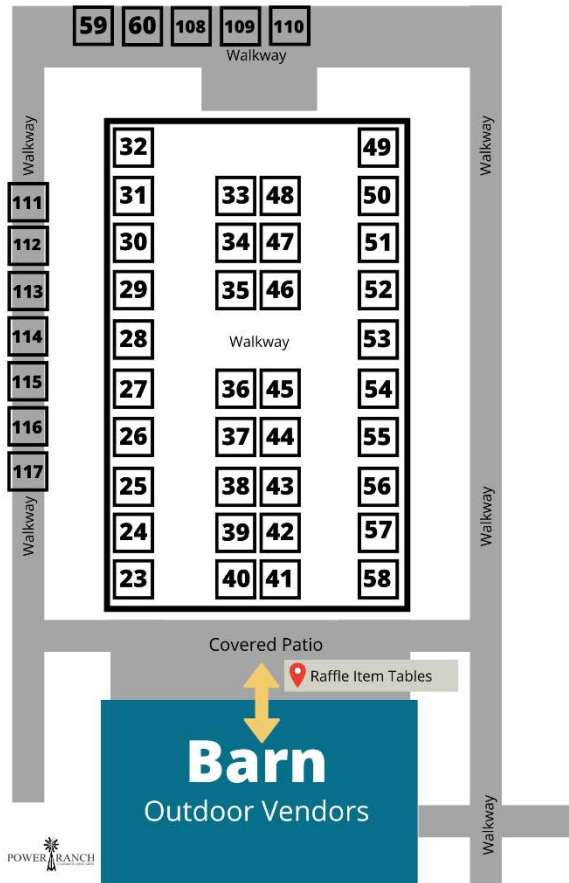 59 60 108 109 110
Walkway
Walkway
Walkway
32 49
111 31 33 48 50
112 30 34 47 51
113 29 35 46 52
114 28 Walkway 53
115 27 36 45 54
116 26 37 44 55
117 25 38 43 56
Walkway
Walkway
24 39 42 57
23 40 41 58
Covered Patio
Raffle Item Tables
Barn
Outdoor Vendors
Walkway
POWER RANCH